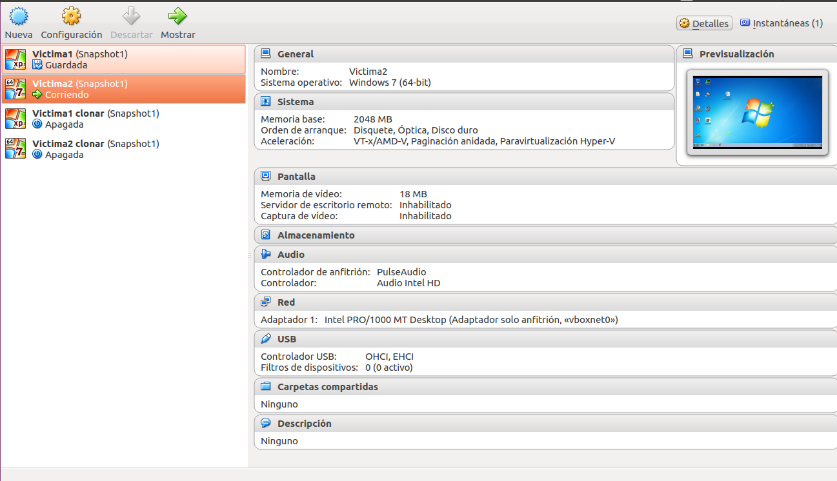 Nueva Configuración Descartar Mostrar
Detalles Instantáneas (1)
Victima1 (Snapshot1)
Guardada
Victima2 (Snapshot1)
Corriendo
Victima1 clonar (Snapshot1)
Apagada
Victima2 clonar (Snapshot1)
Apagada
General
Nombre: Victima2
Sistema operativo: Windows 7 (64-bit)
Sistema
Memoria base: 2048 MB
Orden de arranque: Disquete, Óptica, Disco duro
Aceleración: VT-x/AMD-V, Paginación anidada, Paravirtualización Hyper-V
Previsualización
Pantalla
Memoria de vídeo: 18 MB
Servidor de escritorio remoto: Inhabilitado
Captura de video: Inhabilitado
Almacenamiento
Audio
Controlador de anfitrión: PulseAudio
Controlador: Audio Intel HD
Red
Adaptador 1: Intel PRO/1000 MT Desktop (Adaptador solo anfitrión, «vboxnet0»)
USB
Controlador USB: OHCI, EHCI
Filtros de dispositivos: 0 (0 activo)
Carpetas compartidas
Ninguno
Descripción
Ninguno